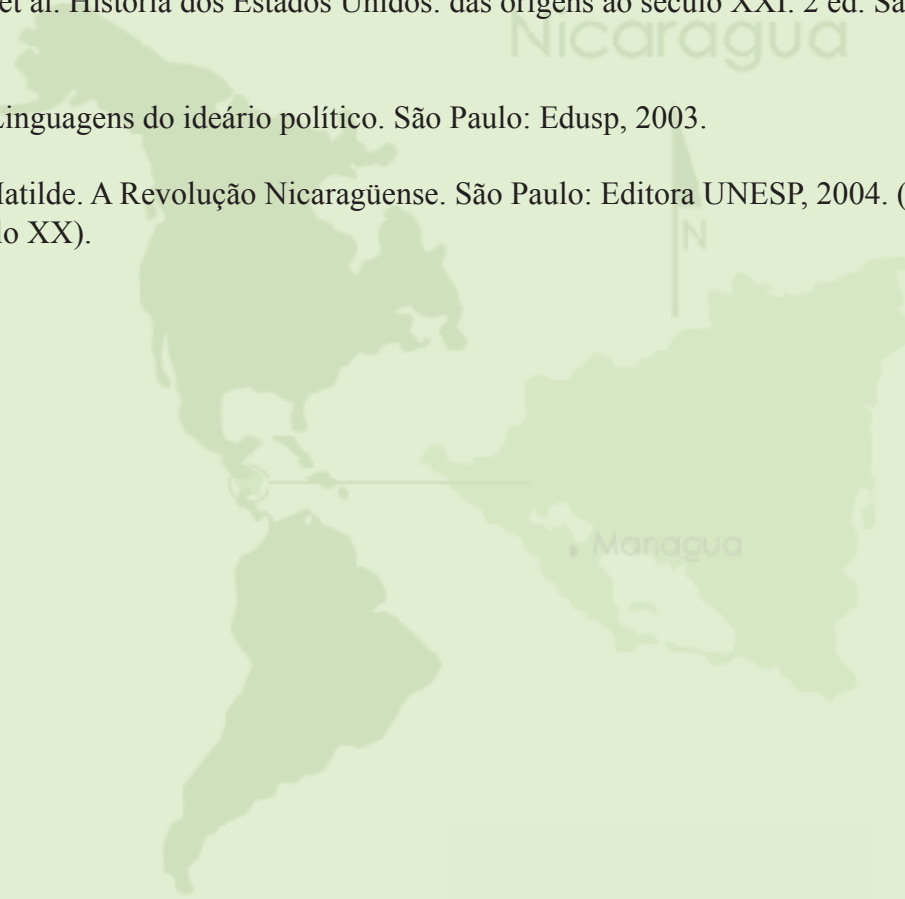 et al. História dos Estados Unidos: das origens ao século XXI. 2 ed. Sã
Nicaragua
Linguagens do ideário político. São Paulo: Edusp, 2003.
Matilde. A Revolução Nicaragüense. São Paulo: Editora UNESP, 2004. (
lo XX).
N
Managua